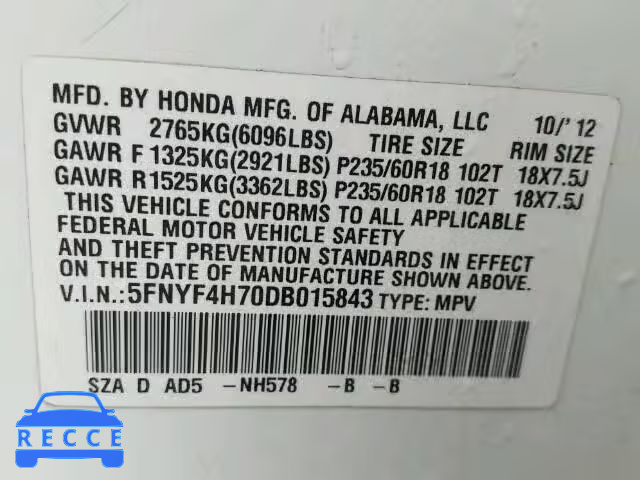 MFD. BY HONDA MFG. OF ALABAMA, LLC 10/'12
GVWR 2765KG(6096LBS) TIRE SIZE RIM SIZE
GAWR F 1325KG(2921LBS) P235/60R18 102T 18X7.5J
GAWR R1525KG(3362LBS) P235/60R18 102T 18X7.5J
THIS VEHICLE CONFORMS TO ALL APPLICABLE
FEDERAL MOTOR VEHICLE SAFETY
AND THEFT PREVENTION STANDARDS IN EFFECT
ON THE DATE OF MANUFACTURE SHOWN ABOVE.
V.I.N.:5FNYF4H70DB015843 TYPE: MPV
SZA D AD5 -NH578 -B -B
RECCE